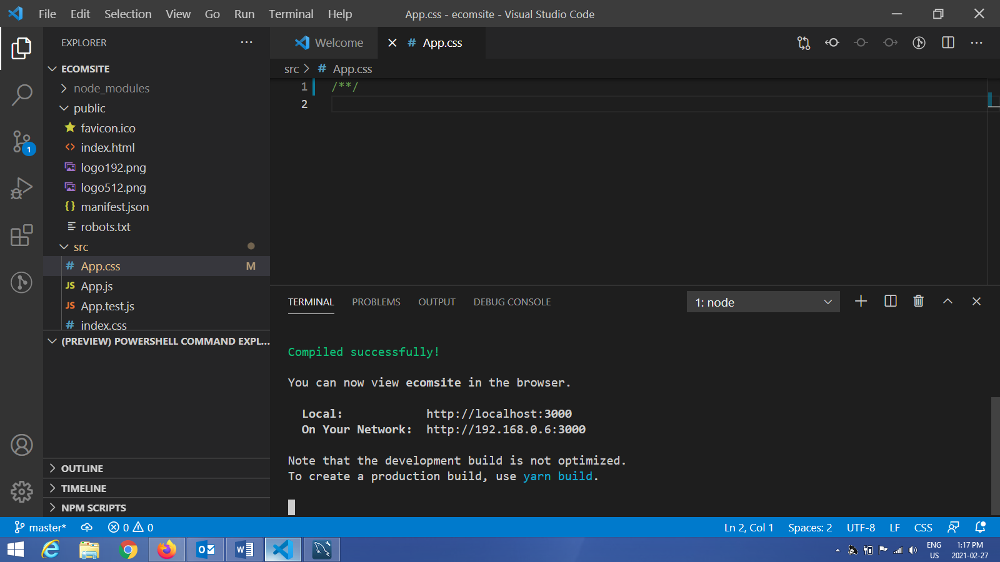 File Edit Selection View Go Run Terminal Help
App.css - ecomsite - Visual Studio Code
EXPLORER
ECOMSITE
node_modules
public
favicon.ico
index.html
logo192.png
logo512.png
manifest.json
robots.txt
src
App.css M
JS App.js
JS App.test.js
index.css
(PREVIEW) POWERSHELL COMMAND EXPL...
OUTLINE
TIMELINE
NPM SCRIPTS
1
Welcome # App.css
src > # App.css
1 /**/
2
TERMINAL PROBLEMS OUTPUT DEBUG CONSOLE
1: node
Compiled successfully!
You can now view ecomsite in the browser.
Local: http://localhost:3000
On Your Network: http://192.168.0.6:3000
Note that the development build is not optimized.
To create a production build, use yarn build.
master* 0 0
Ln 2, Col 1 Spaces: 2 UTF-8 LF CSS
ENG
US
1:17 PM
2021-02-27